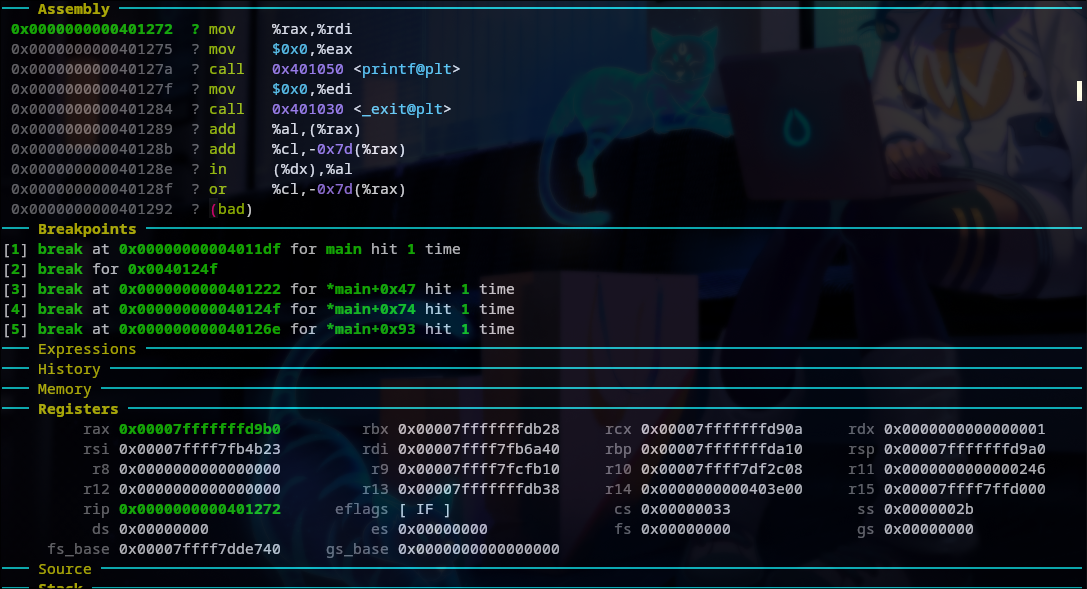 Assembly
0x0000000000401272 ? mov %rax,%rdi
0x0000000000401275 ? mov $0x0,%eax
0x000000000040127a ? call 0x401050 <printf@plt>
0x000000000040127f ? mov $0x0,%edi
0x0000000000401284 ? call 0x401030 <_exit@plt>
0x0000000000401289 ? add %al,(%rax)
0x000000000040128b ? add %cl,-0x7d(%rax)
0x000000000040128e ? in (%dx),%al
0x000000000040128f ? or %cl,-0x7d(%rax)
0x0000000000401292 ? (bad)
Breakpoints
[1] break at 0x00000000004011df for main hit 1 time
[2] break for 0x0040124f
[3] break at 0x0000000000401222 for *main+0x47 hit 1 time
[4] break at 0x000000000040124f for *main+0x74 hit 1 time
[5] break at 0x000000000040126e for *main+0x93 hit 1 time
Expressions
History
Memory
Registers
rax 0x00007fffffffd9b0 rbx 0x00007fffffffdb28 rcx 0x00007fffffffd90a rdx 0x0000000000000001
rsi 0x00007ffff7fb4b23 rdi 0x00007ffff7fb6a40 rbp 0x00007fffffffda10 rsp 0x00007fffffffd9a0
r8 0x0000000000000000 r9 0x00007ffff7fcfb10 r10 0x00007ffff7df2c08 r11 0x0000000000000246
r12 0x0000000000000000 r13 0x00007fffffffdb38 r14 0x0000000000403e00 r15 0x00007ffff7ffd000
rip 0x0000000000401272 eflags [ IF ] cs 0x00000033 ss 0x0000002b
ds 0x00000000 es 0x00000000 fs 0x00000000 gs 0x00000000
fs_base 0x00007ffff7dde740 gs_base 0x0000000000000000
Source
Stack